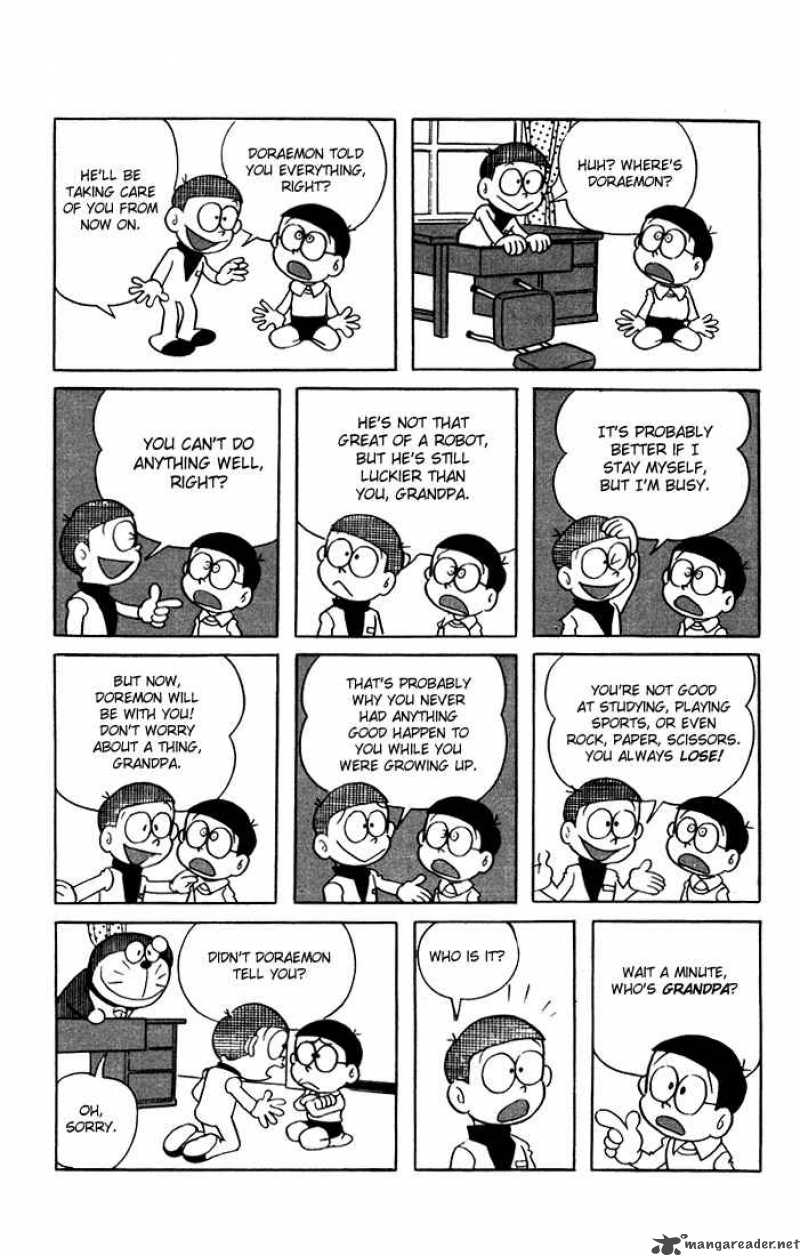 HUH? WHERE'S
DORAEMON?
DORAEMON TOLD
YOU EVERYTHING,
RIGHT?
HE'LL BE
TAKING CARE
OF YOU FROM
NOW ON.
IT'S PROBABLY
BETTER IF I
STAY MYSELF,
BUT I'M BUSY.
HE'S NOT THAT
GREAT OF A ROBOT,
BUT HE'S STILL
LUCKIER THAN
YOU, GRANDPA.
YOU CAN'T DO
ANYTHING WELL,
RIGHT?
YOU'RE NOT GOOD
AT STUDYING, PLAYING
SPORTS, OR EVEN
ROCK, PAPER, SCISSORS.
YOU ALWAYS LOSE!
THAT'S PROBABLY
WHY YOU NEVER
HAD ANYTHING
GOOD HAPPEN TO
YOU WHILE YOU
WERE GROWING UP.
BUT NOW,
DOREMON WILL
BE WITH YOU!
DON'T WORRY
ABOUT A THING,
GRANDPA.
WAIT A MINUTE,
WHO'S GRANDPA?
WHO IS IT?
DIDN'T DORAEMON
TELL YOU?
OH,
SORRY.
mangareader.net